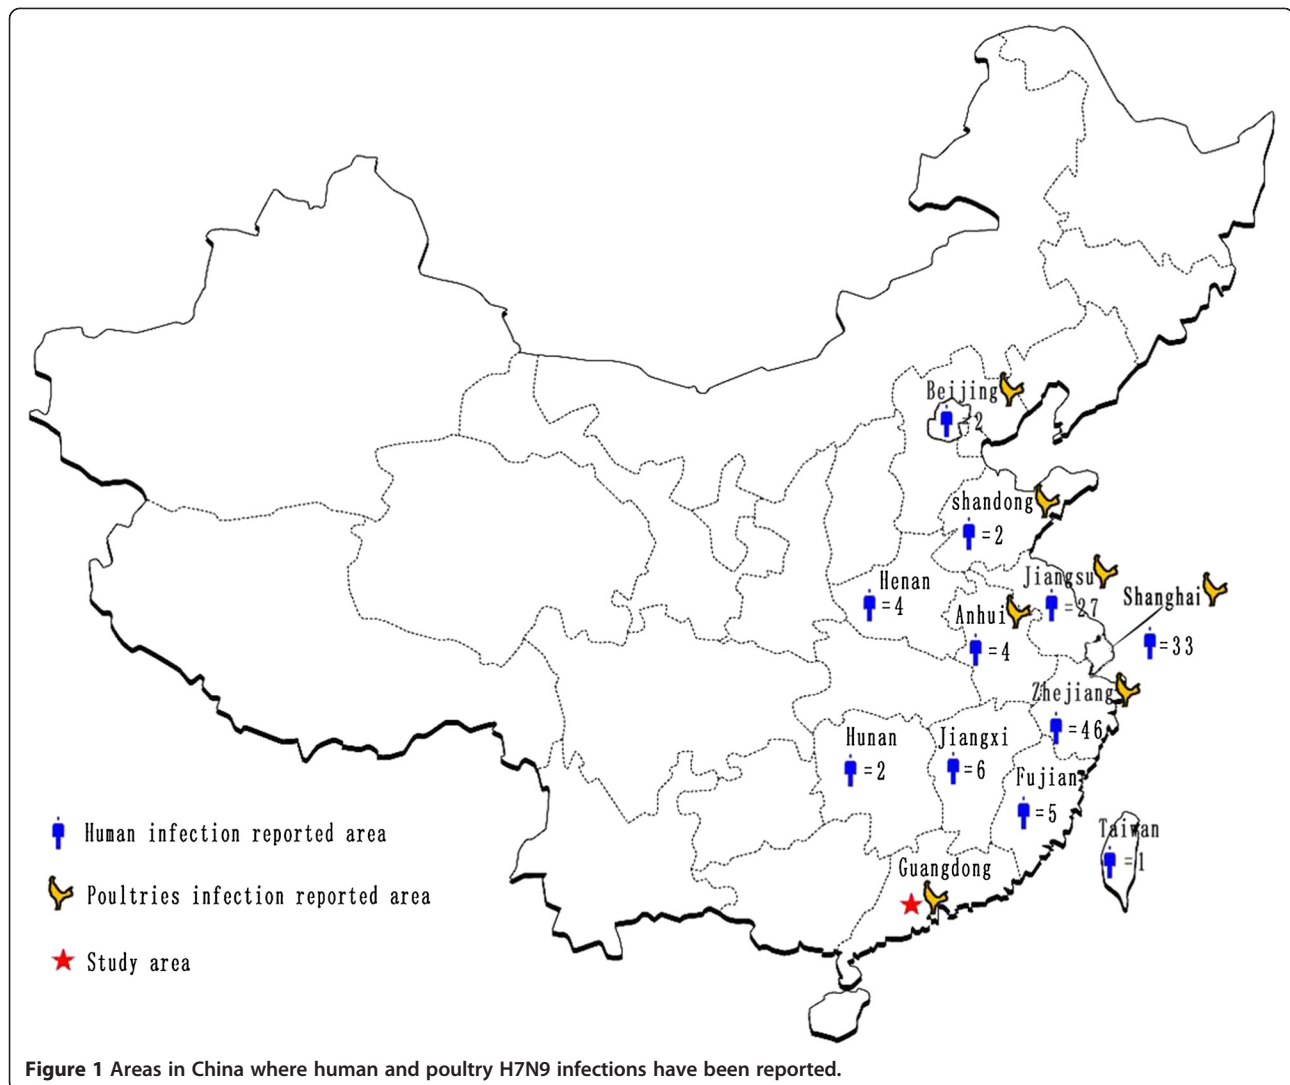 Beijing
=2
shandong
=2
Jiangsu
=27
Henan
=4
Shanghai
=33
Anhui
=4
Zhejiang
=46
Hunan
=2
Jiangxi
=6
Fujian
=5
Taiwan
=1
Guangdong
Human infection reported area
Poultries infection reported area
Study area
Figure 1 Areas in China where human and poultry H7N9 infections have been reported.